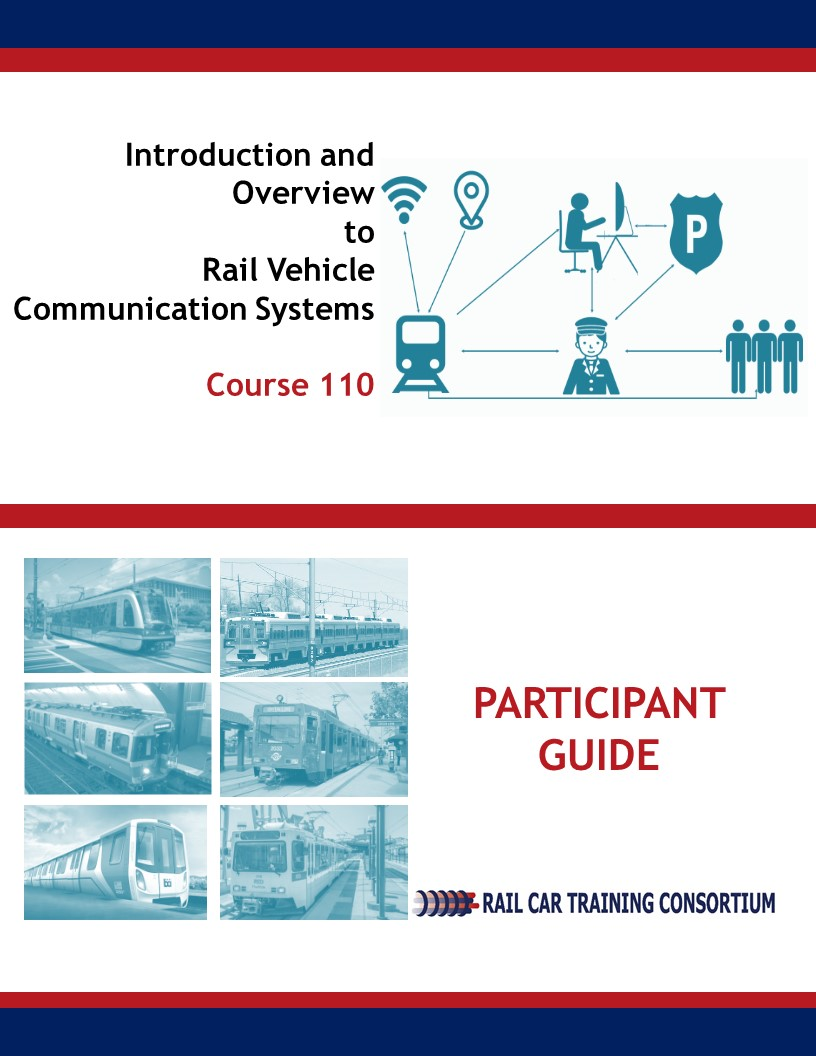 Introduction and
Overview
to
Rail Vehicle
Communication Systems
Course 110
P
PARTICIPANT
GUIDE
RAIL CAR TRAINING CONSORTIUM